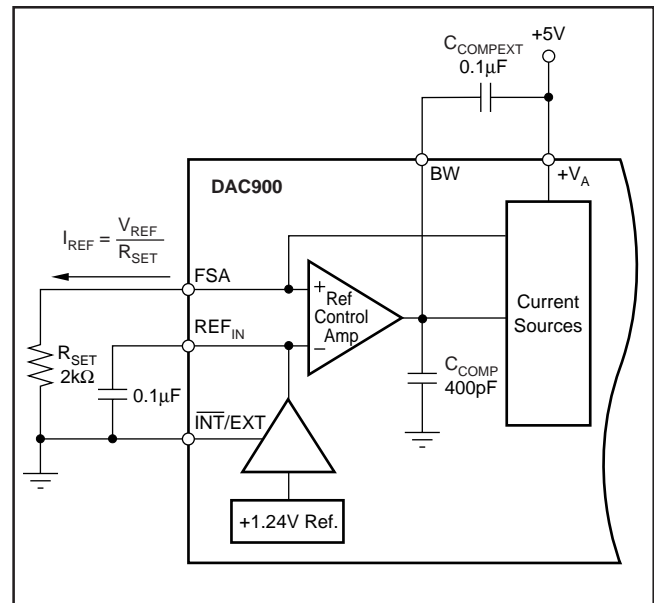 +5V
C_COMPEXT
0.1µF
BW
+V_A
DAC900
I_REF = V_REF / R_SET
FSA
+
Ref
Control
Amp
–
Current
Sources
REF_IN
R_SET
2kΩ
0.1µF
C_COMP
400pF
I̅N̅T̅/EXT
+1.24V Ref.